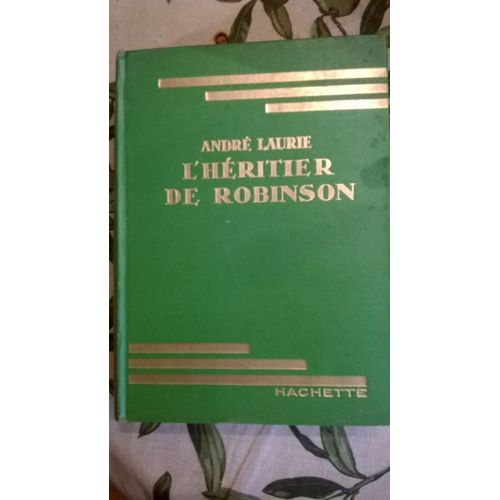 ANDRÉ LAURIE
L'HÉRITIER
DE ROBINSON
HACHETTE